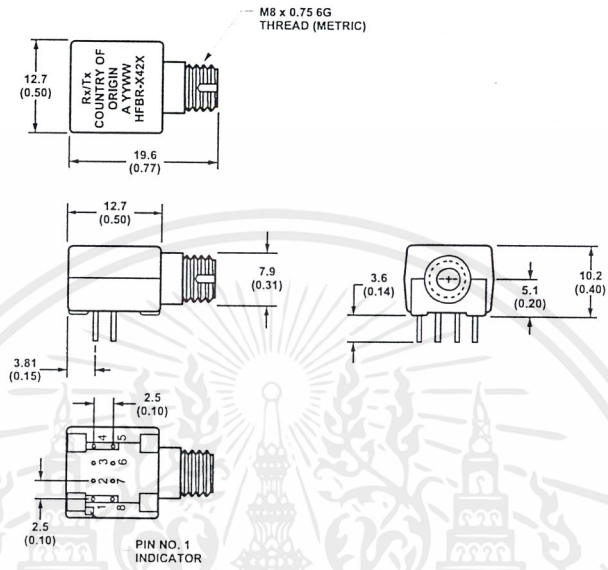 M8 x 0.75 6G
THREAD (METRIC)
12.7
(0.50)
Rx/Tx
COUNTRY OF
ORIGIN
A YYWW
HFBR-X42X
19.6
(0.77)
12.7
(0.50)
7.9
(0.31)
3.81
(0.15)
3.6
(0.14)
5.1
(0.20)
10.2
(0.40)
2.5
(0.10)
4 5
3 6
2 7
1 8
2.5
(0.10)
PIN NO. 1
INDICATOR